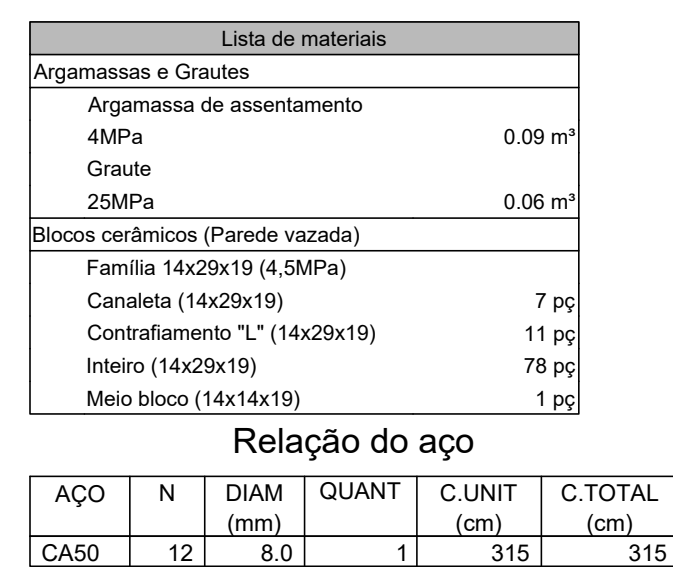 Lista de materiais
Argamassas e Grautes
Argamassa de assentamento
4MPa 0.09 m³
Graute
25MPa 0.06 m³
Blocos cerâmicos (Parede vazada)
Família 14x29x19 (4,5MPa)
Canaleta (14x29x19) 7 pç
Contrafiamento "L" (14x29x19) 11 pç
Inteiro (14x29x19) 78 pç
Meio bloco (14x14x19) 1 pç
Relação do aço
AÇO N DIAM QUANT C.UNIT C.TOTAL
(mm) (cm) (cm)
CA50 12 8.0 1 315 315